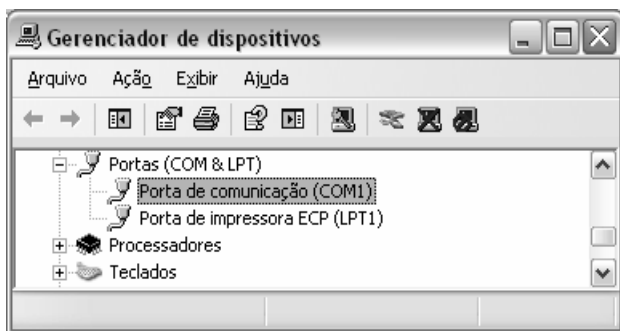 Gerenciador de dispositivos
Arquivo Ação Exibir Ajuda
Portas (COM & LPT)
Porta de comunicação (COM1)
Porta de impressora ECP (LPT1)
Processadores
Teclados